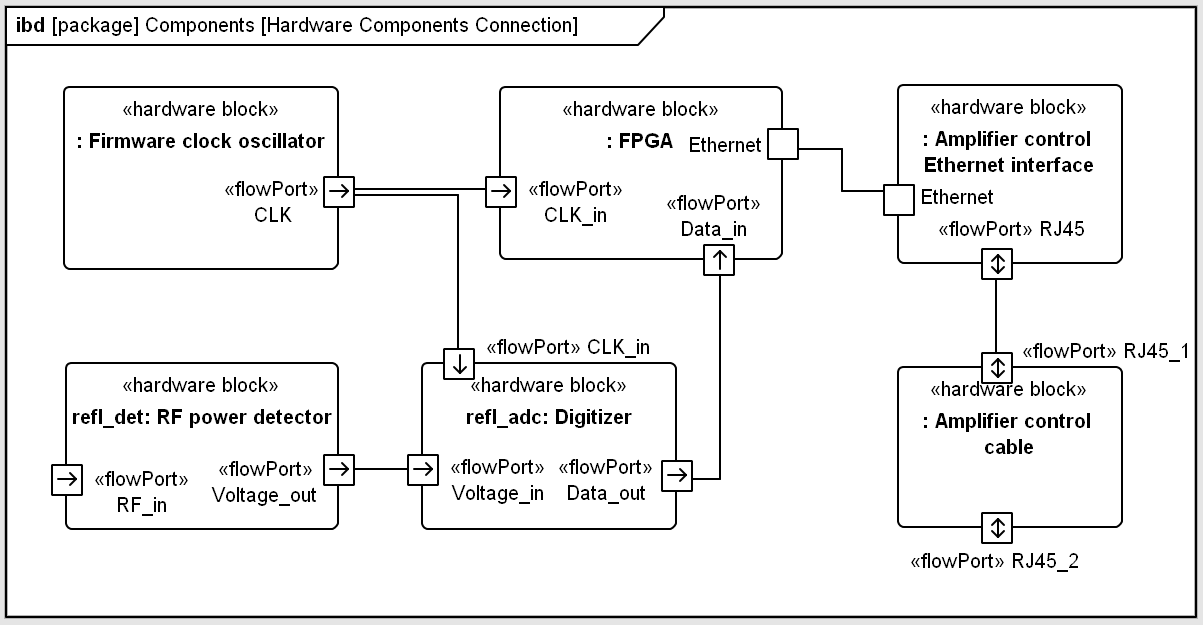 ibd [package] Components [Hardware Components Connection]
«hardware block»
: Firmware clock oscillator
«flowPort»
CLK
«hardware block»
: FPGA
Ethernet
«flowPort»
CLK_in
«flowPort»
Data_in
«hardware block»
: Amplifier control
Ethernet interface
Ethernet
«flowPort» RJ45
«hardware block»
refl_det: RF power detector
«flowPort»
RF_in
«flowPort»
Voltage_out
«flowPort» CLK_in
«hardware block»
refl_adc: Digitizer
«flowPort»
Voltage_in
«flowPort»
Data_out
«flowPort» RJ45_1
«hardware block»
: Amplifier control
cable
«flowPort» RJ45_2